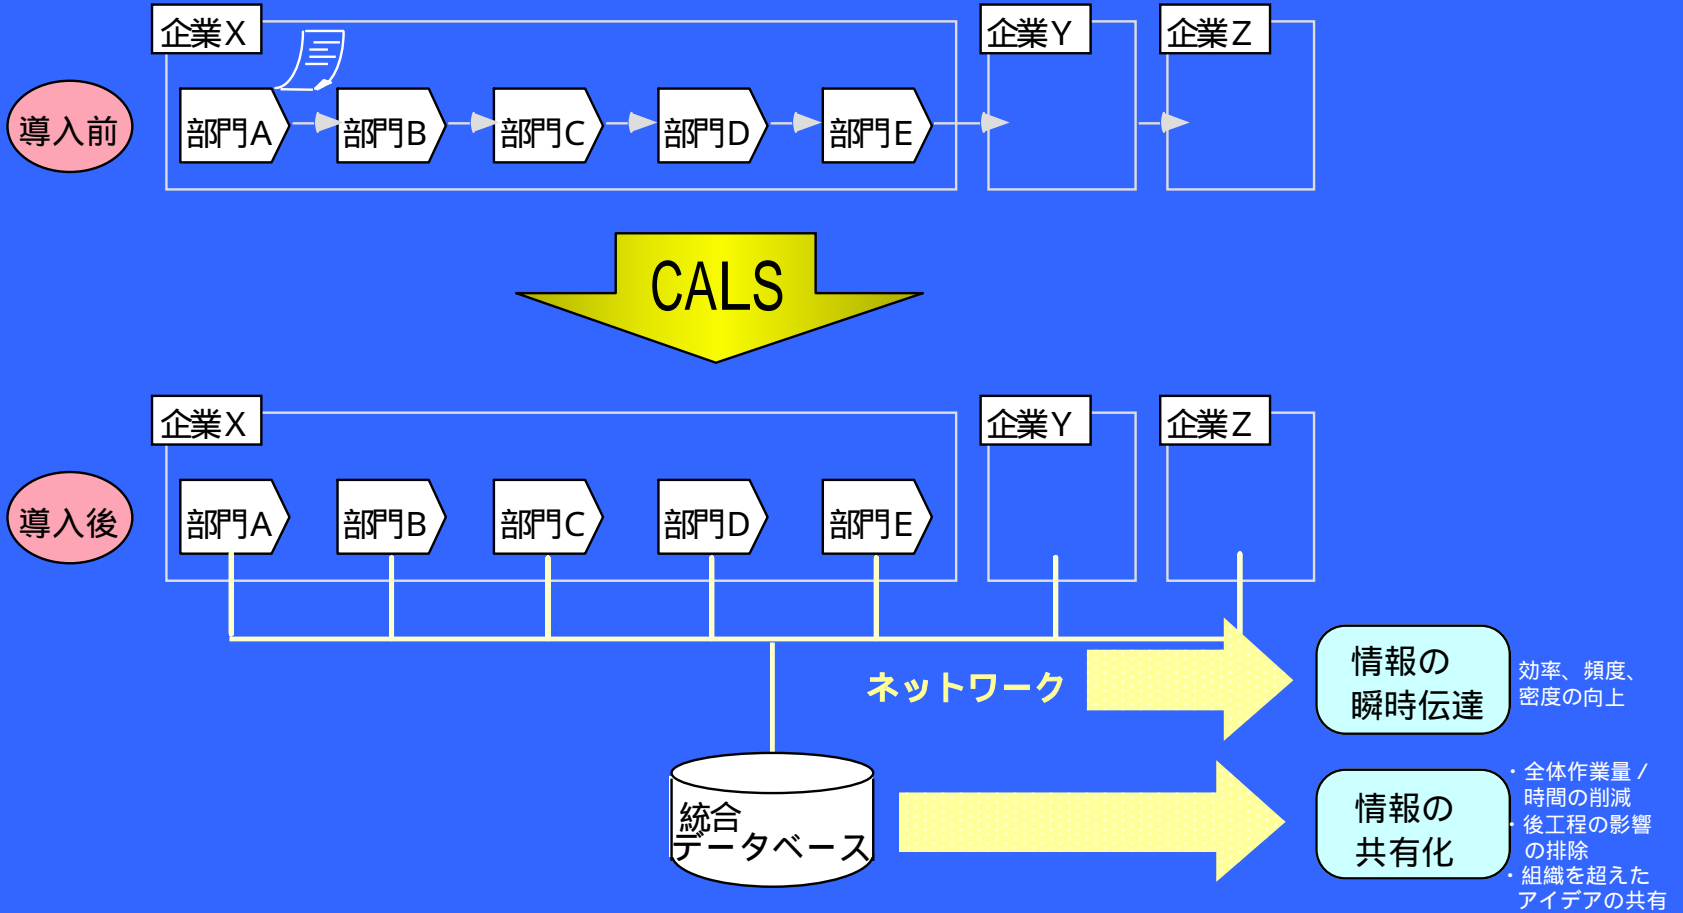 企業X
企業Y
企業Z
導入前
部門A
部門B
部門C
部門D
部門E
CALS
企業X
企業Y
企業Z
導入後
部門A
部門B
部門C
部門D
部門E
ネットワーク
情報の
瞬時伝達
効率、頻度、
密度の向上
統合
データベース
情報の
共有化
・全体作業量/
時間の削減
・後工程の影響
の排除
・組織を超えた
アイデアの共有